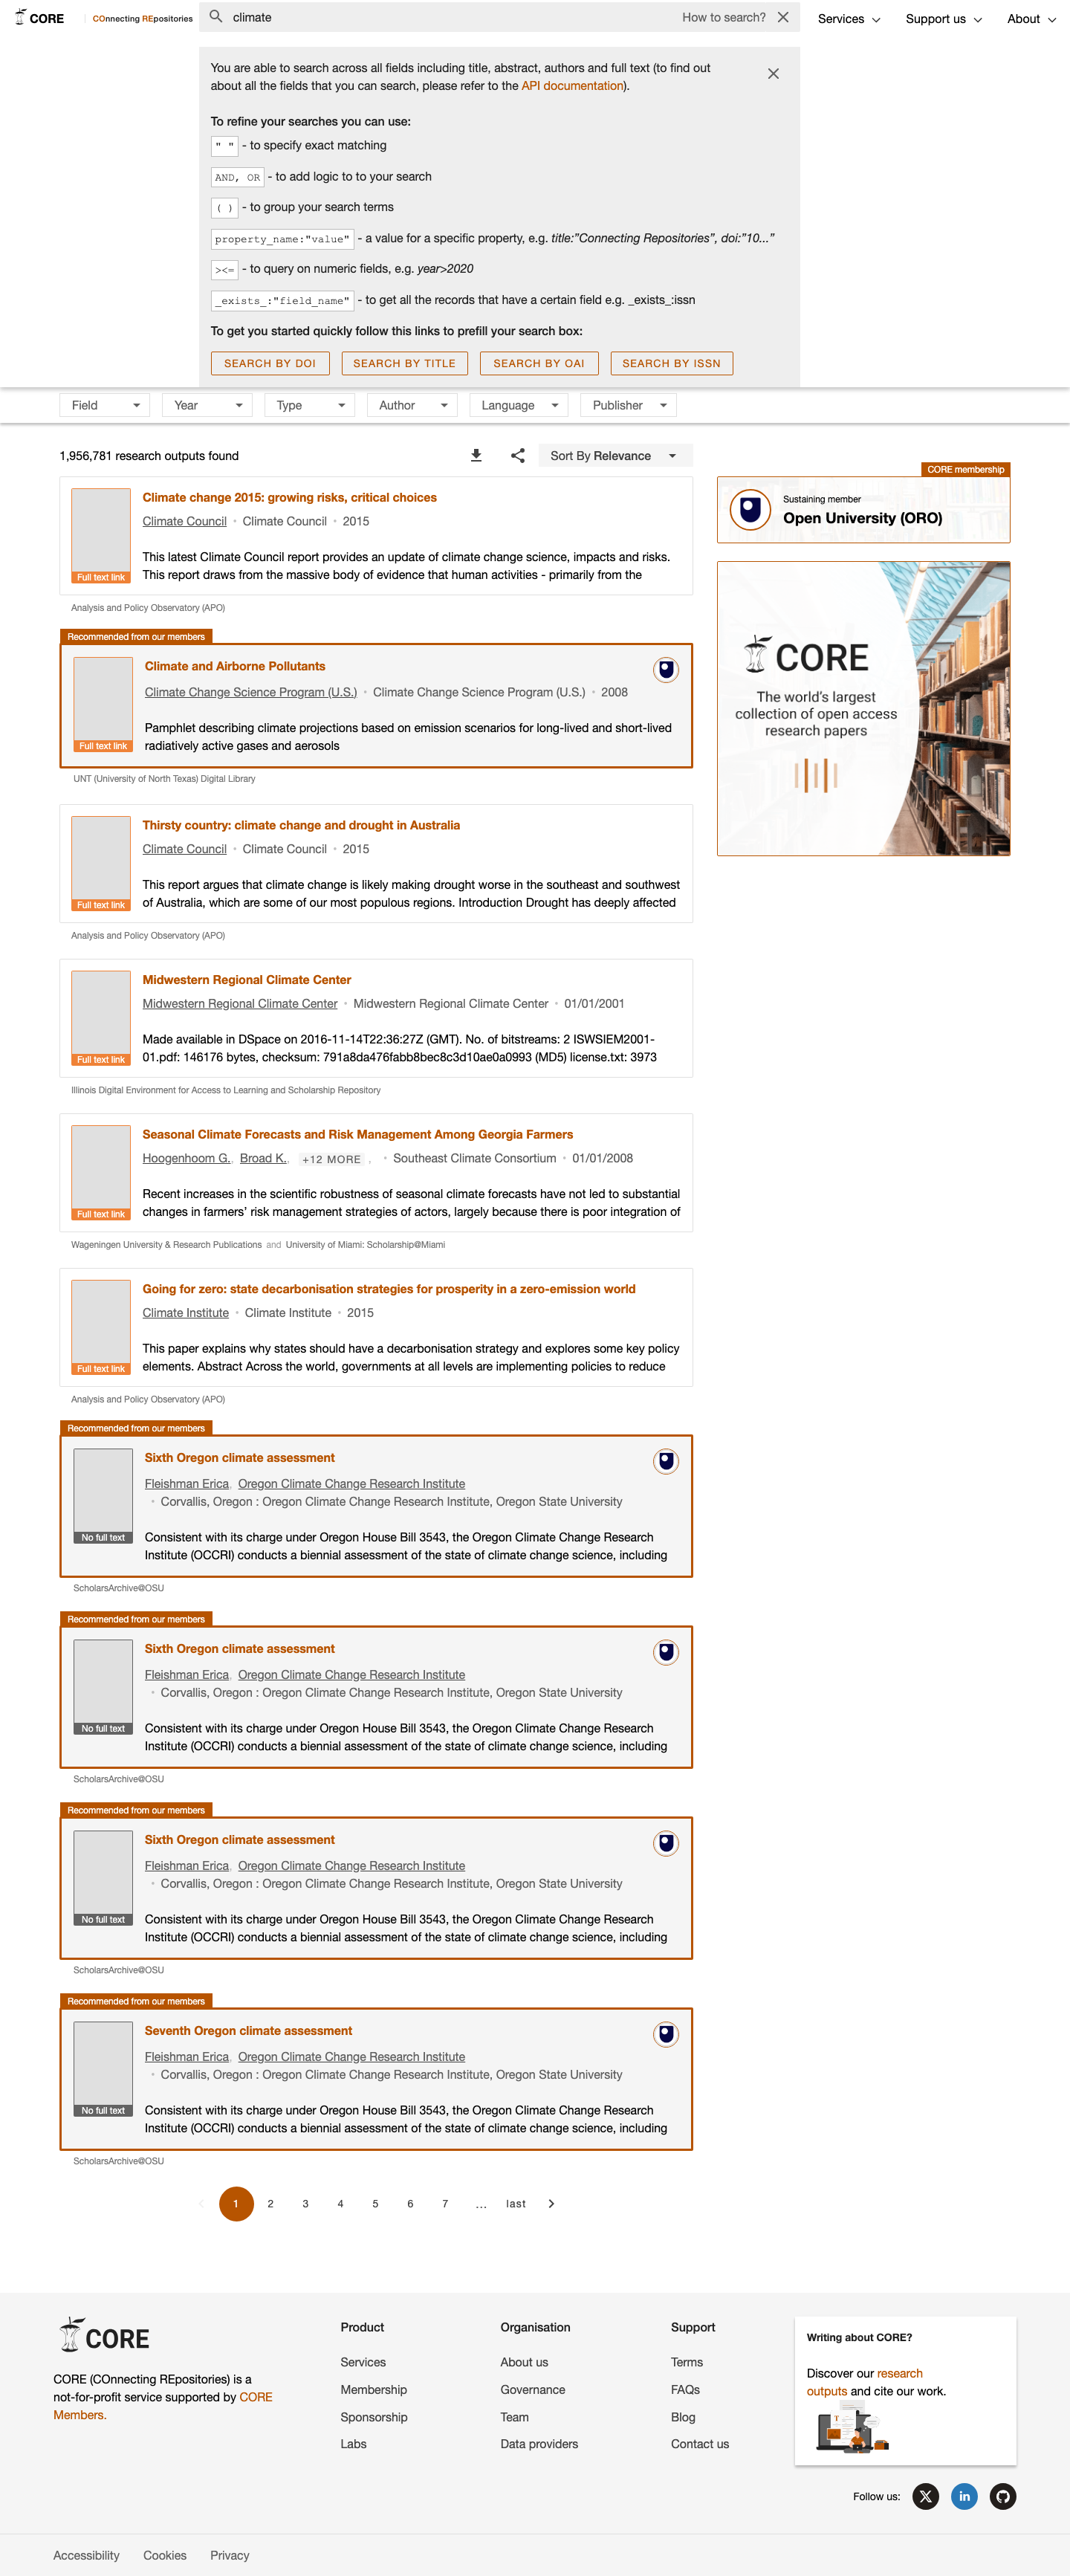 CORE
COnnecting REpositories
climate
How to search?
Services
Support us
About
You are able to search across all fields including title, abstract, authors and full text (to find out
about all the fields that you can search, please refer to the API documentation).
To refine your searches you can use:
" " - to specify exact matching
AND, OR - to add logic to to your search
( ) - to group your search terms
property_name:"value" - a value for a specific property, e.g. title:"Connecting Repositories", doi:"10..."
><= - to query on numeric fields, e.g. year>2020
_exists_:"field_name" - to get all the records that have a certain field e.g. _exists_:issn
To get you started quickly follow this links to prefill your search box:
SEARCH BY DOI
SEARCH BY TITLE
SEARCH BY OAI
SEARCH BY ISSN
Field
Year
Type
Author
Language
Publisher
1,956,781 research outputs found
Sort By Relevance
Climate change 2015: growing risks, critical choices
Climate Council • Climate Council • 2015
This latest Climate Council report provides an update of climate change science, impacts and risks.
This report draws from the massive body of evidence that human activities - primarily from the
Full text link
Analysis and Policy Observatory (APO)
Recommended from our members
Climate and Airborne Pollutants
Climate Change Science Program (U.S.) • Climate Change Science Program (U.S.) • 2008
Pamphlet describing climate projections based on emission scenarios for long-lived and short-lived
radiatively active gases and aerosols
Full text link
UNT (University of North Texas) Digital Library
Thirsty country: climate change and drought in Australia
Climate Council • Climate Council • 2015
This report argues that climate change is likely making drought worse in the southeast and southwest
of Australia, which are some of our most populous regions. Introduction Drought has deeply affected
Full text link
Analysis and Policy Observatory (APO)
Midwestern Regional Climate Center
Midwestern Regional Climate Center • Midwestern Regional Climate Center • 01/01/2001
Made available in DSpace on 2016-11-14T22:36:27Z (GMT). No. of bitstreams: 2 ISWSIEM2001-
01.pdf: 146176 bytes, checksum: 791a8da476fabb8bec8c3d10ae0a0993 (MD5) license.txt: 3973
Full text link
Illinois Digital Environment for Access to Learning and Scholarship Repository
Seasonal Climate Forecasts and Risk Management Among Georgia Farmers
Hoogenhoom G., Broad K., +12 MORE , • Southeast Climate Consortium • 01/01/2008
Recent increases in the scientific robustness of seasonal climate forecasts have not led to substantial
changes in farmers’ risk management strategies of actors, largely because there is poor integration of
Full text link
Wageningen University & Research Publications and University of Miami: Scholarship@Miami
Going for zero: state decarbonisation strategies for prosperity in a zero-emission world
Climate Institute • Climate Institute • 2015
This paper explains why states should have a decarbonisation strategy and explores some key policy
elements. Abstract Across the world, governments at all levels are implementing policies to reduce
Full text link
Analysis and Policy Observatory (APO)
Recommended from our members
Sixth Oregon climate assessment
Fleishman Erica, Oregon Climate Change Research Institute
• Corvallis, Oregon : Oregon Climate Change Research Institute, Oregon State University
Consistent with its charge under Oregon House Bill 3543, the Oregon Climate Change Research
Institute (OCCRI) conducts a biennial assessment of the state of climate change science, including
No full text
ScholarsArchive@OSU
Recommended from our members
Sixth Oregon climate assessment
Fleishman Erica, Oregon Climate Change Research Institute
• Corvallis, Oregon : Oregon Climate Change Research Institute, Oregon State University
Consistent with its charge under Oregon House Bill 3543, the Oregon Climate Change Research
Institute (OCCRI) conducts a biennial assessment of the state of climate change science, including
No full text
ScholarsArchive@OSU
Recommended from our members
Sixth Oregon climate assessment
Fleishman Erica, Oregon Climate Change Research Institute
• Corvallis, Oregon : Oregon Climate Change Research Institute, Oregon State University
Consistent with its charge under Oregon House Bill 3543, the Oregon Climate Change Research
Institute (OCCRI) conducts a biennial assessment of the state of climate change science, including
No full text
ScholarsArchive@OSU
Recommended from our members
Seventh Oregon climate assessment
Fleishman Erica, Oregon Climate Change Research Institute
• Corvallis, Oregon : Oregon Climate Change Research Institute, Oregon State University
Consistent with its charge under Oregon House Bill 3543, the Oregon Climate Change Research
Institute (OCCRI) conducts a biennial assessment of the state of climate change science, including
No full text
ScholarsArchive@OSU
1 2 3 4 5 6 7 ... last
CORE membership
Sustaining member
Open University (ORO)
CORE
The world's largest
collection of open access
research papers
CORE
CORE (COnnecting REpositories) is a
not-for-profit service supported by CORE
Members.
Product
Services
Membership
Sponsorship
Labs
Organisation
About us
Governance
Team
Data providers
Support
Terms
FAQs
Blog
Contact us
Writing about CORE?
Discover our research
outputs and cite our work.
Follow us:
Accessibility
Cookies
Privacy